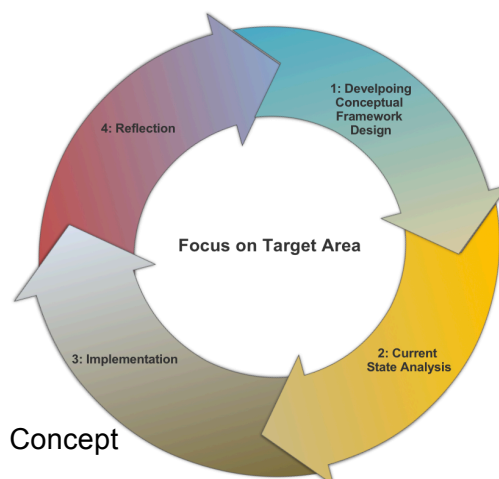 1: Develpoing
Conceptual
Framework
Design
4: Reflection
Focus on Target Area
2: Current
State Analysis
3: Implementation
Concept